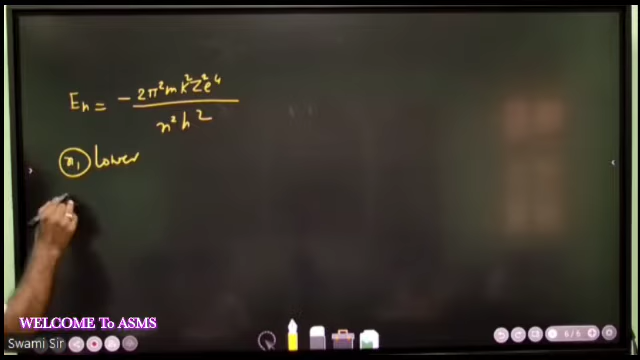 Eₙ = - 2π²mk²Z²e⁴
n²h²
n₁ lower
WELCOME To ASMS
Swami Sir
6/6